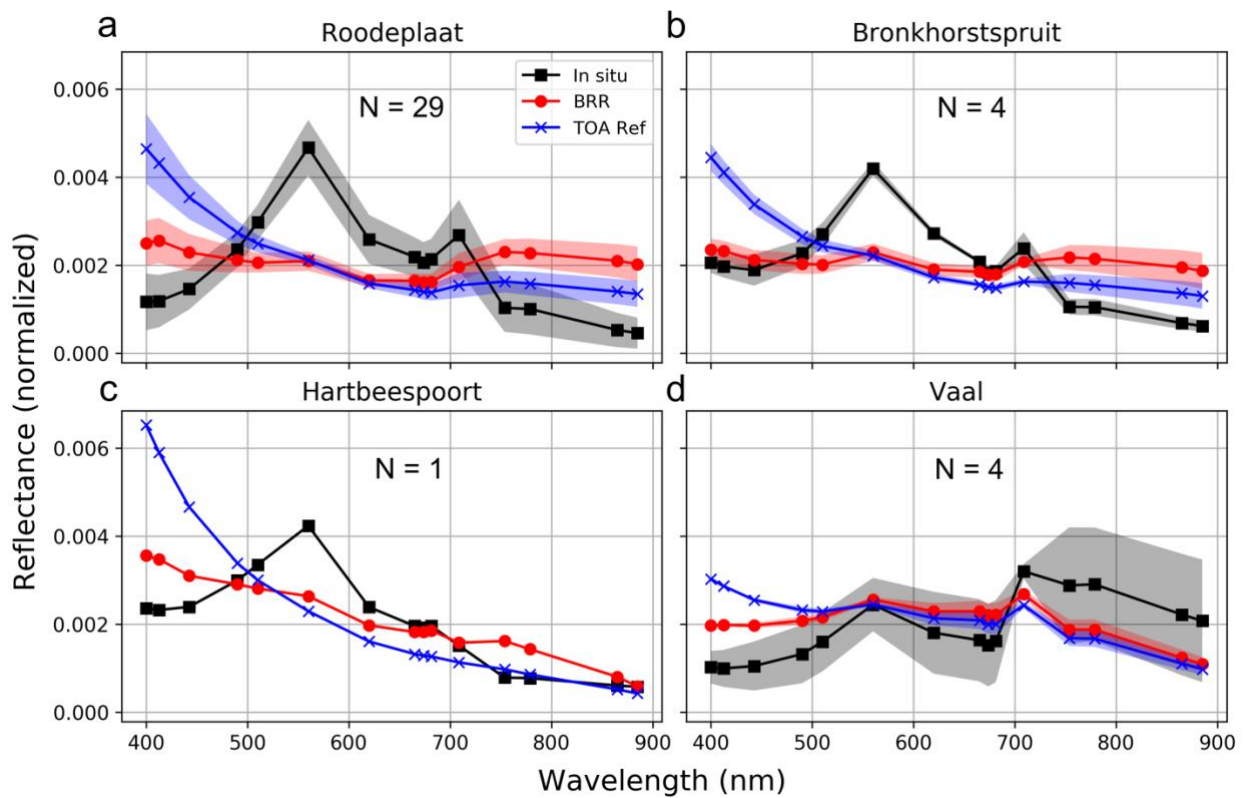 a
Roodeplaat
b
Bronkhorstspruit
0.006
0.004
0.002
0.000
N = 29
In situ
BRR
TOA Ref
N = 4
c
Hartbeespoort
d
Vaal
0.006
0.004
0.002
0.000
N = 1
N = 4
400 500 600 700 800 900
400 500 600 700 800 900
Reflectance (normalized)
Wavelength (nm)